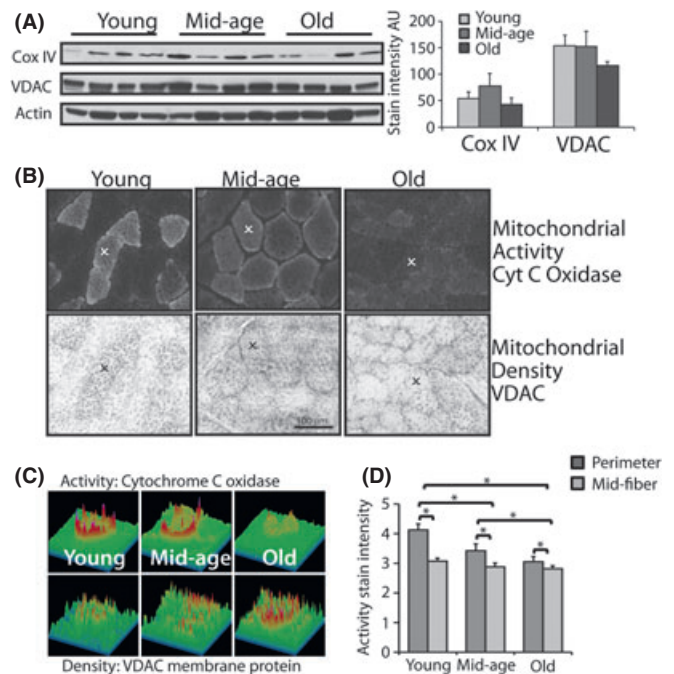 (A)
Young Mid-age Old
Cox IV
VDAC
Actin
Stain intensity AU
200
150
100
50
0
Young
Mid-age
Old
Cox IV VDAC
(B)
Young Mid-age Old
Mitochondrial
Activity
Cyt C Oxidase
Mitochondrial
Density
VDAC
100 µm
(C)
Activity: Cytochrome C oxidase
Young Mid-age Old
Density: VDAC membrane protein
(D)
Perimeter
Mid-fiber
Activity stain intensity
5
4
3
2
1
0
* * * * * *
Young Mid-age Old